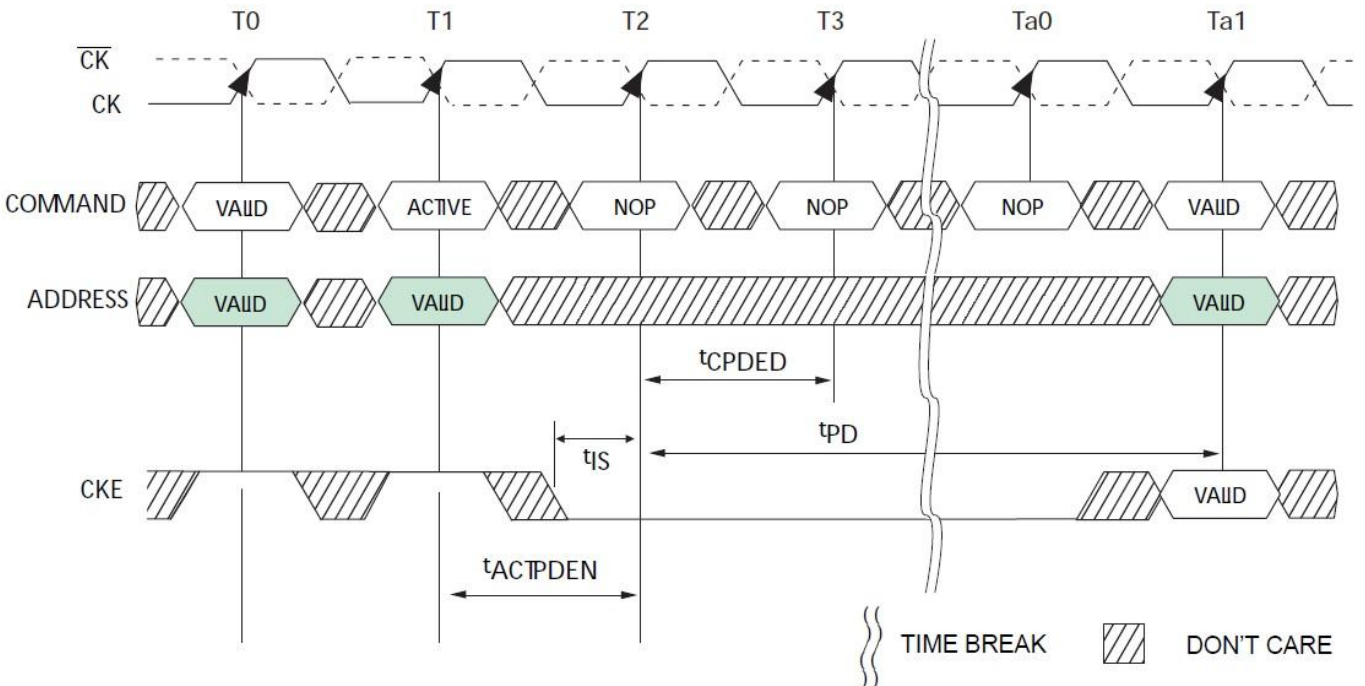 T0 T1 T2 T3 Ta0 Ta1
CK
CK
COMMAND VALID ACTIVE NOP NOP NOP VALID
ADDRESS VALID VALID VALID
tCPDED
tPD
tIS
CKE VALID
tACTPDEN
TIME BREAK DON'T CARE